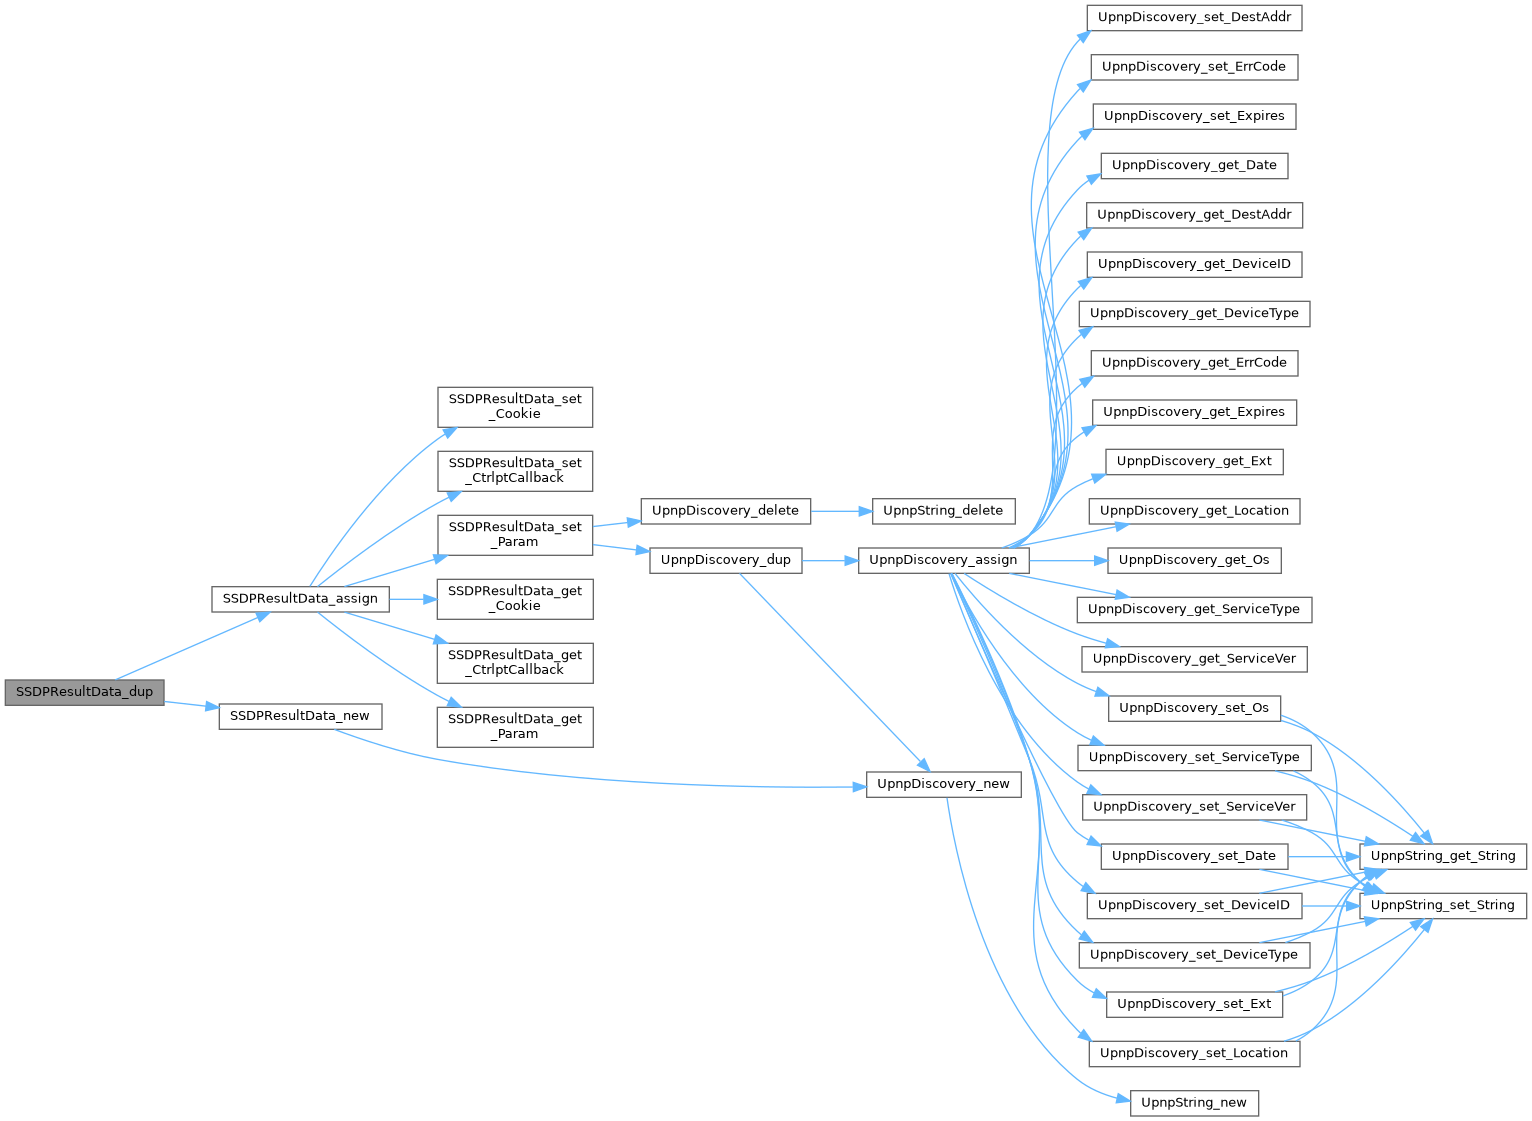 SSDPResultData_dup
SSDPResultData_assign
SSDPResultData_new
SSDPResultData_set
_Cookie
SSDPResultData_set
_CtrlptCallback
SSDPResultData_set
_Param
SSDPResultData_get
_Cookie
SSDPResultData_get
_CtrlptCallback
SSDPResultData_get
_Param
UpnpDiscovery_delete
UpnpDiscovery_dup
UpnpString_delete
UpnpDiscovery_assign
UpnpDiscovery_new
UpnpDiscovery_set_DestAddr
UpnpDiscovery_set_ErrCode
UpnpDiscovery_set_Expires
UpnpDiscovery_get_Date
UpnpDiscovery_get_DestAddr
UpnpDiscovery_get_DeviceID
UpnpDiscovery_get_DeviceType
UpnpDiscovery_get_ErrCode
UpnpDiscovery_get_Expires
UpnpDiscovery_get_Ext
UpnpDiscovery_get_Location
UpnpDiscovery_get_Os
UpnpDiscovery_get_ServiceType
UpnpDiscovery_get_ServiceVer
UpnpDiscovery_set_Os
UpnpDiscovery_set_ServiceType
UpnpDiscovery_set_ServiceVer
UpnpDiscovery_set_Date
UpnpDiscovery_set_DeviceID
UpnpDiscovery_set_DeviceType
UpnpDiscovery_set_Ext
UpnpDiscovery_set_Location
UpnpString_new
UpnpString_get_String
UpnpString_set_String